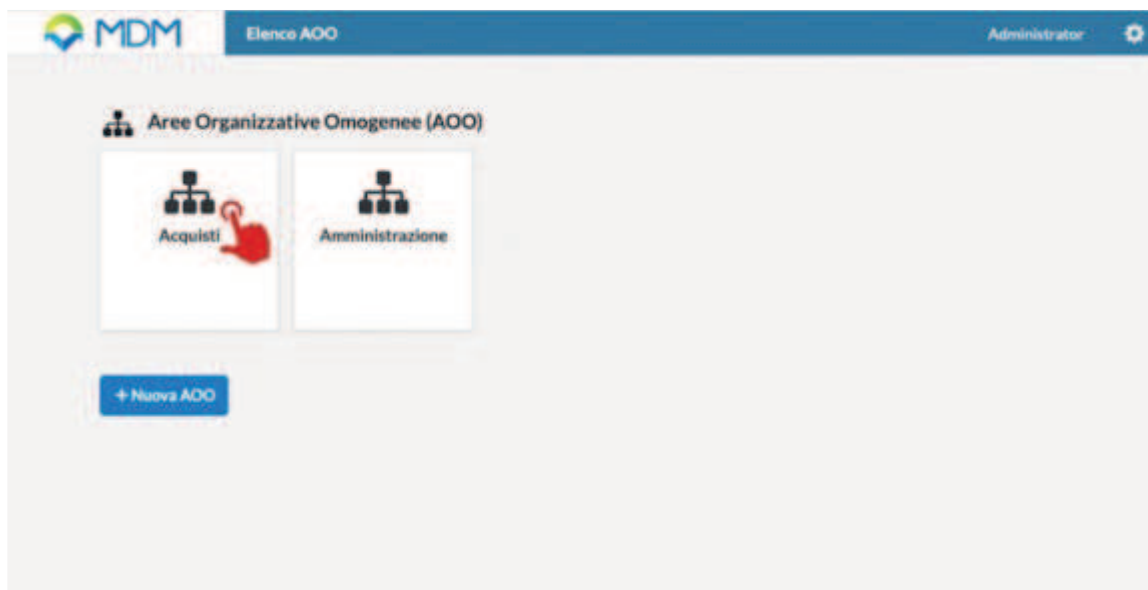 MDM
Elenco AOO
Administrator
Aree Organizzative Omogenee (AOO)
Acquisti
Amministrazione
+ Nuova AOO